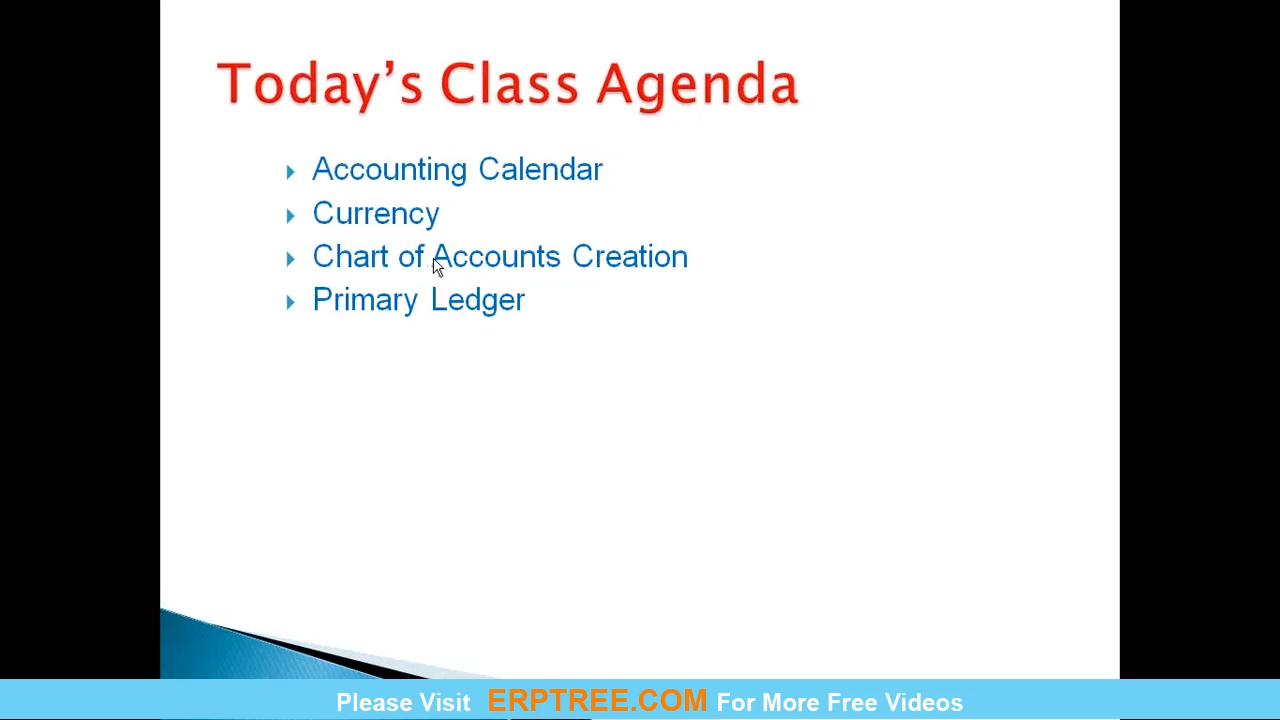 Today’s Class Agenda
Accounting Calendar
Currency
Chart of Accounts Creation
Primary Ledger
Please Visit ERPTREE.COM For More Free Videos